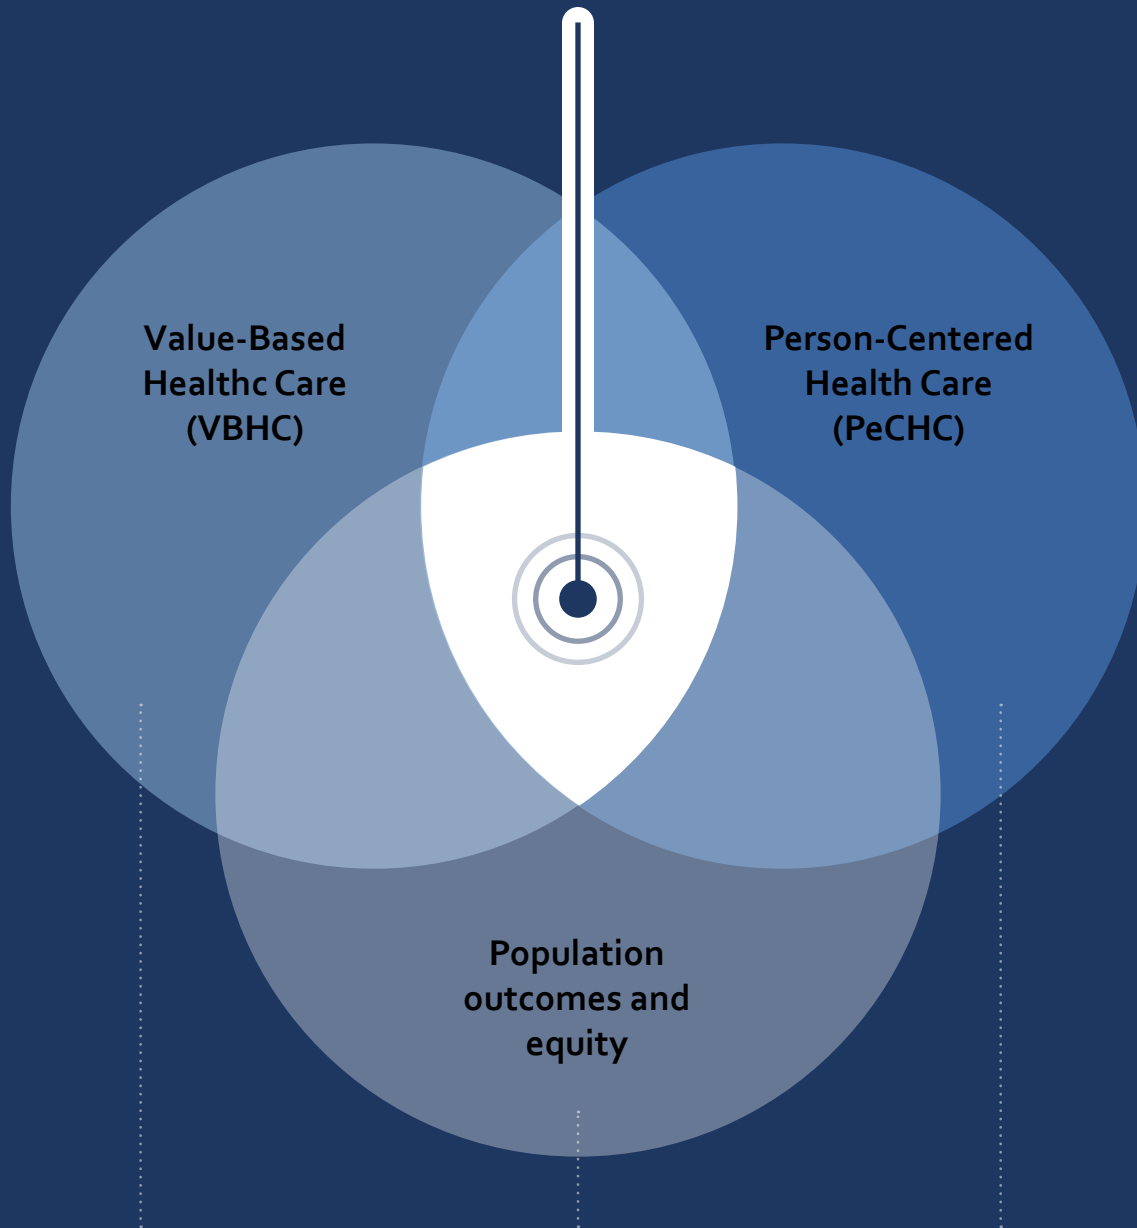 Value-Based
Healthc Care
(VBHC)
Person-Centered
Health Care
(PeCHC)
Population
outcomes and
equity